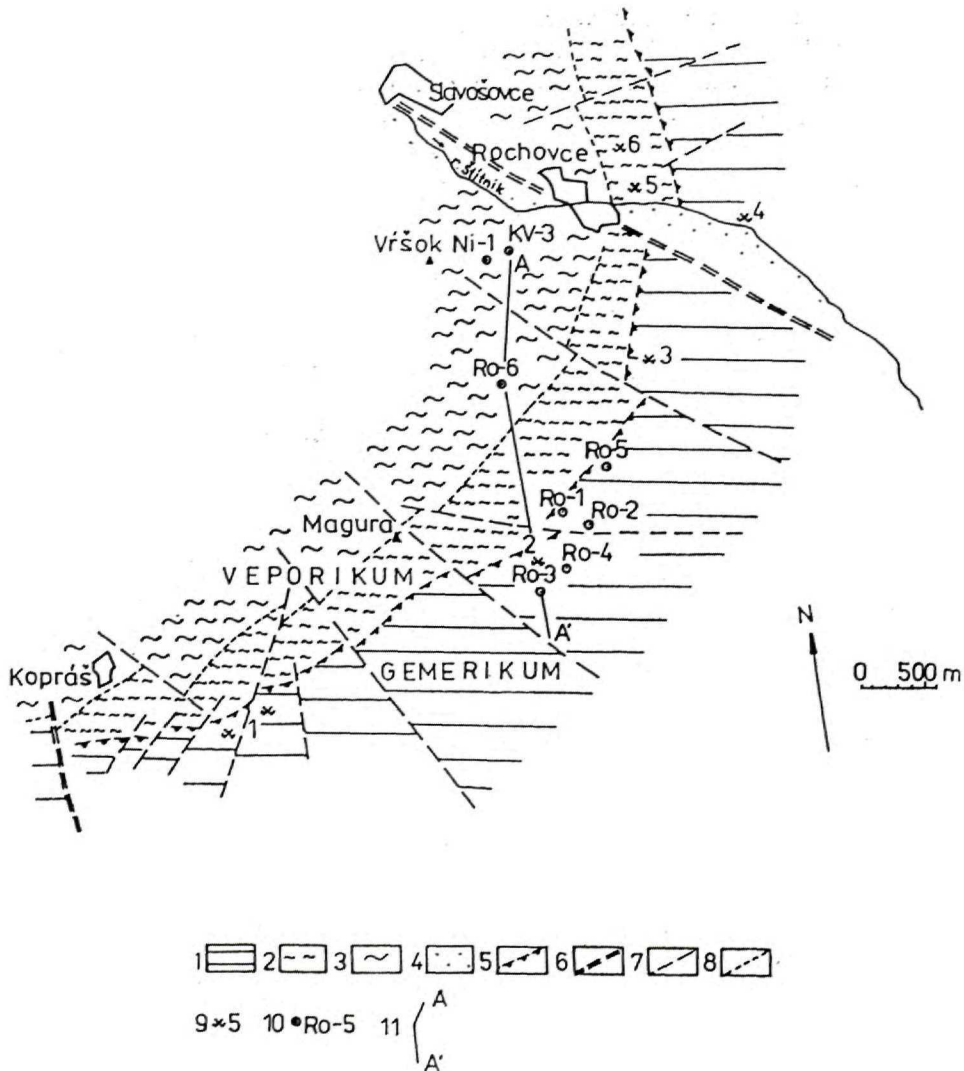 Slavošovce
Rochovce
r. Štítnik
6
5
4
Vŕšok Ni-1 KV-3
A
3
Ro-6
Ro-5
Ro-1
Ro-2
Magura
2
Ro-4
VEPORIKUM
Ro-3
A'
N
Kopráš
GEMERIKUM
0 500 m
1
1 2 3 4 5 6 7 8
9 5 10 Ro-5 11 A
A'